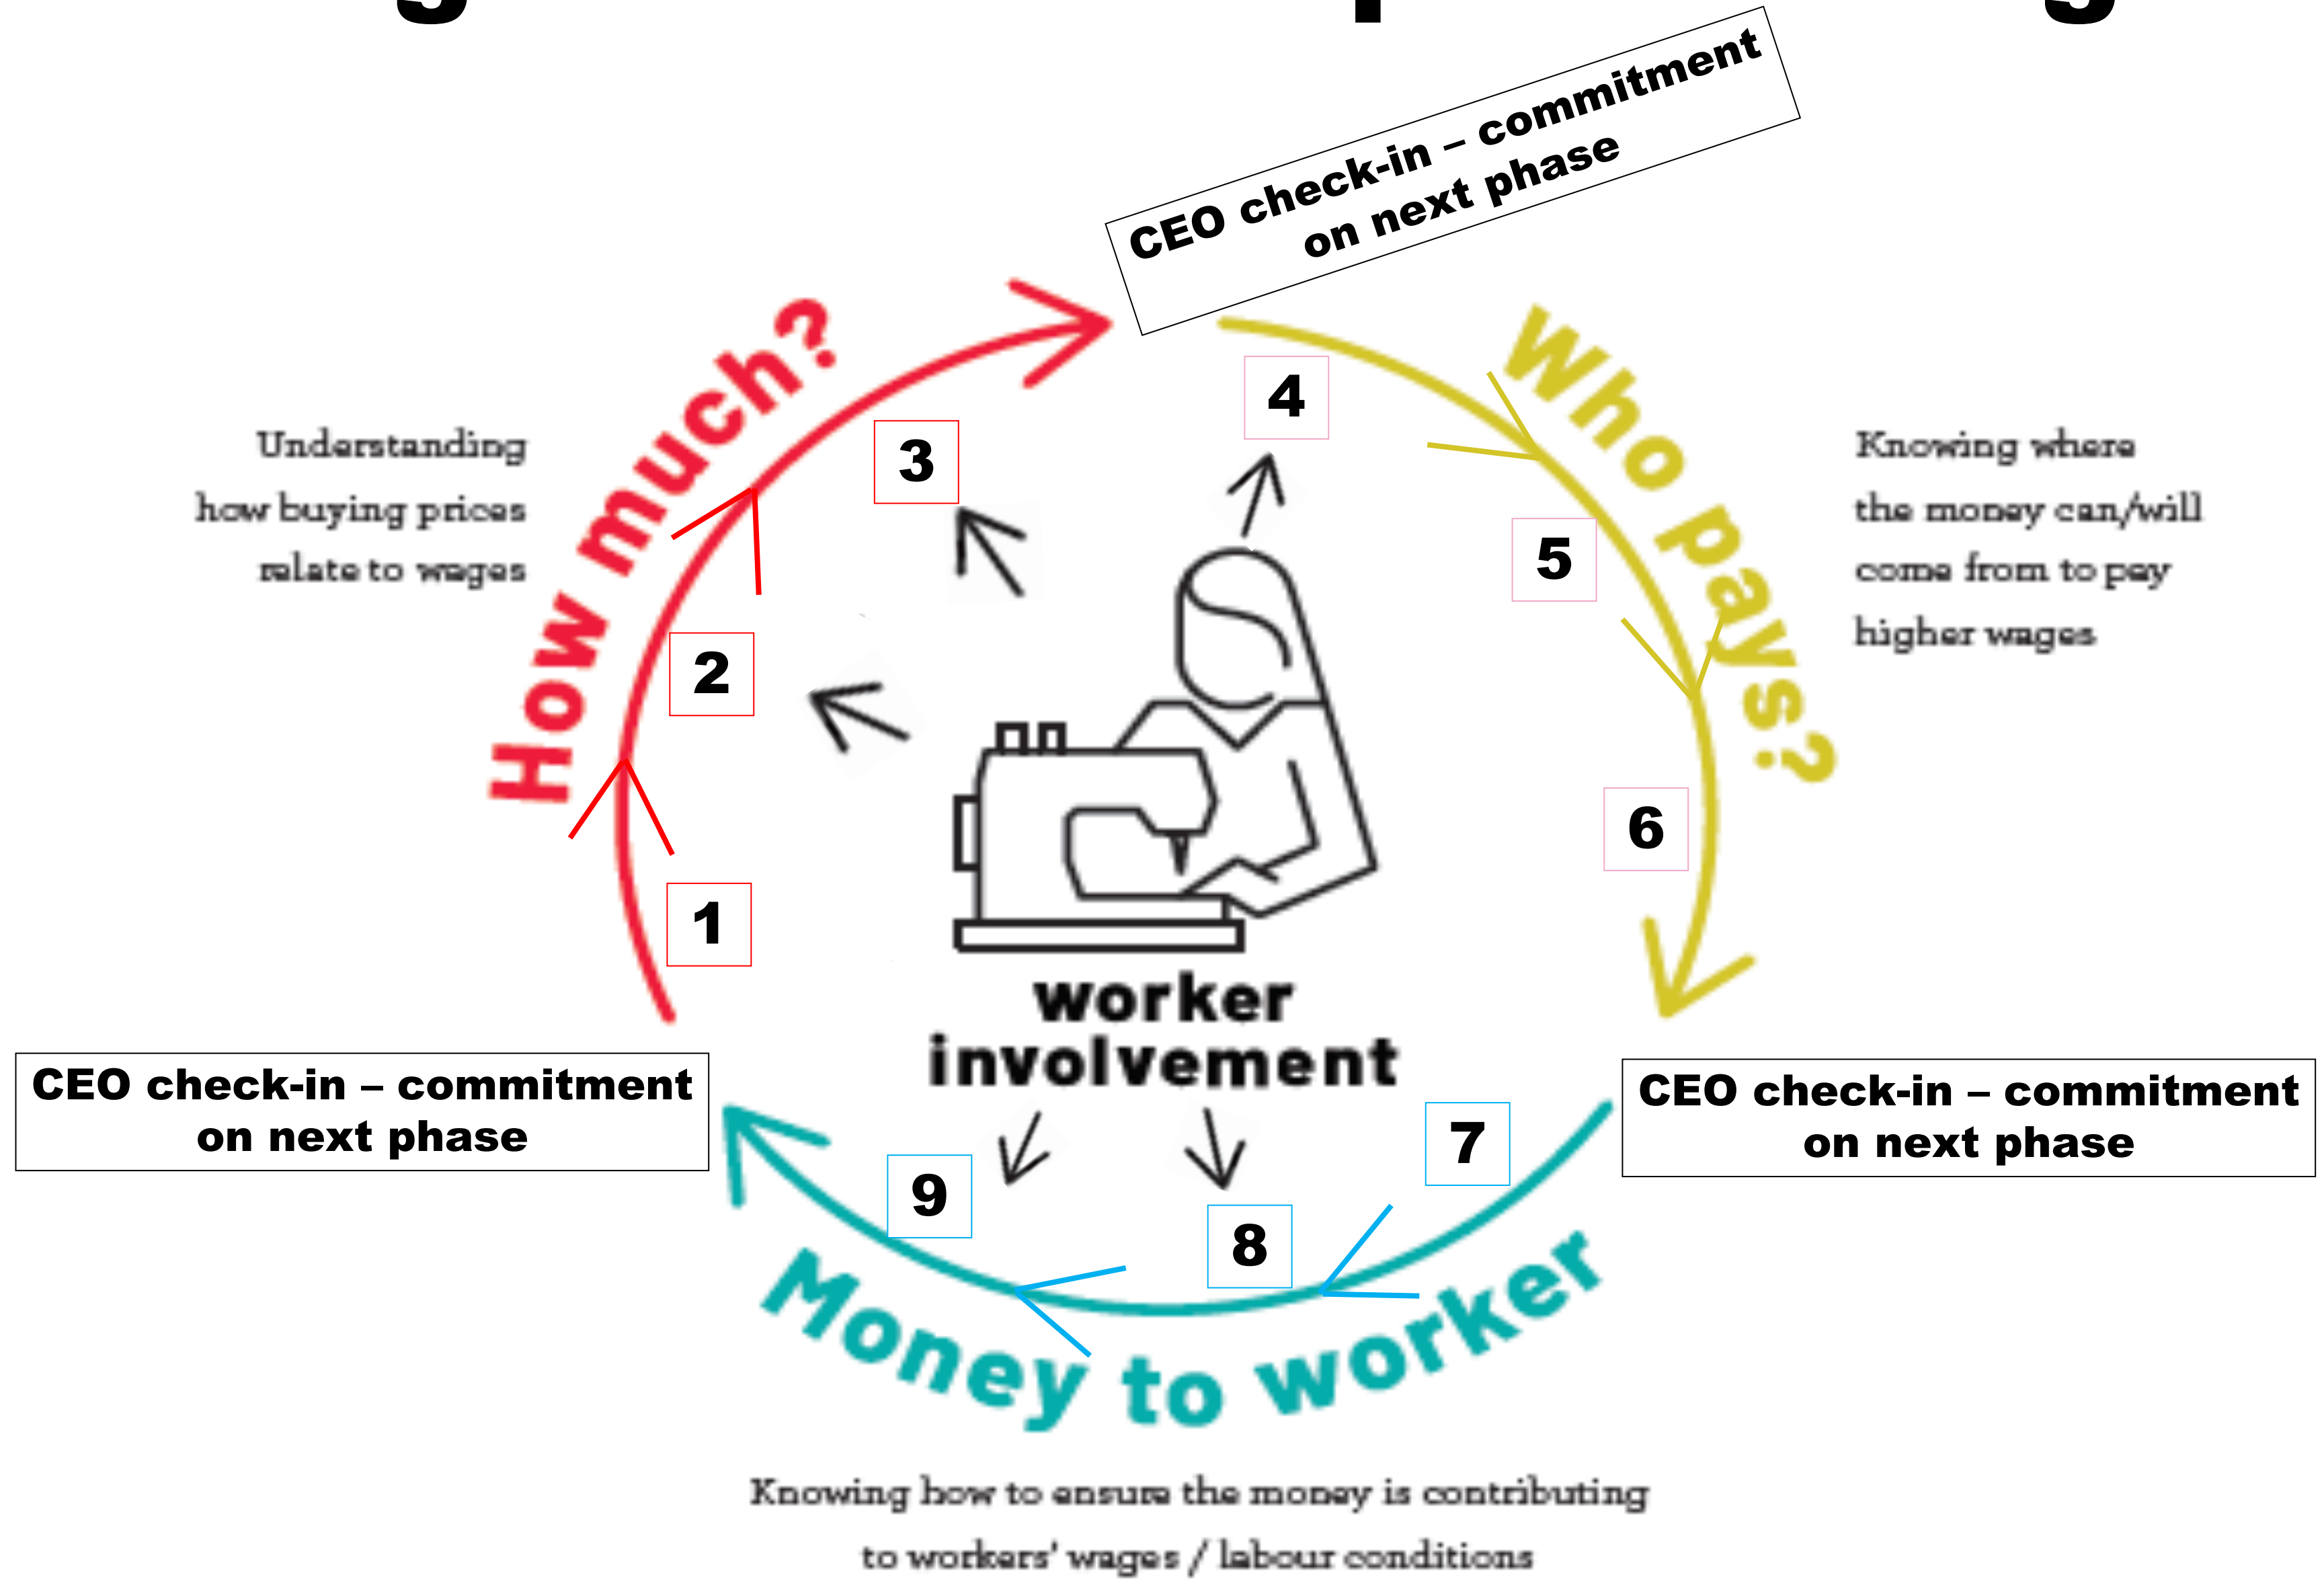 CEO check-in – commitment
on next phase
How much?
Who pays?
Understanding
how buying prices
relate to wages
Knowing where
the money can/will
come from to pay
higher wages
3
4
5
2
6
1
worker
involvement
CEO check-in – commitment
on next phase
CEO check-in – commitment
on next phase
7
9
8
Money to worker
Knowing how to ensure the money is contributing
to workers' wages / labour conditions